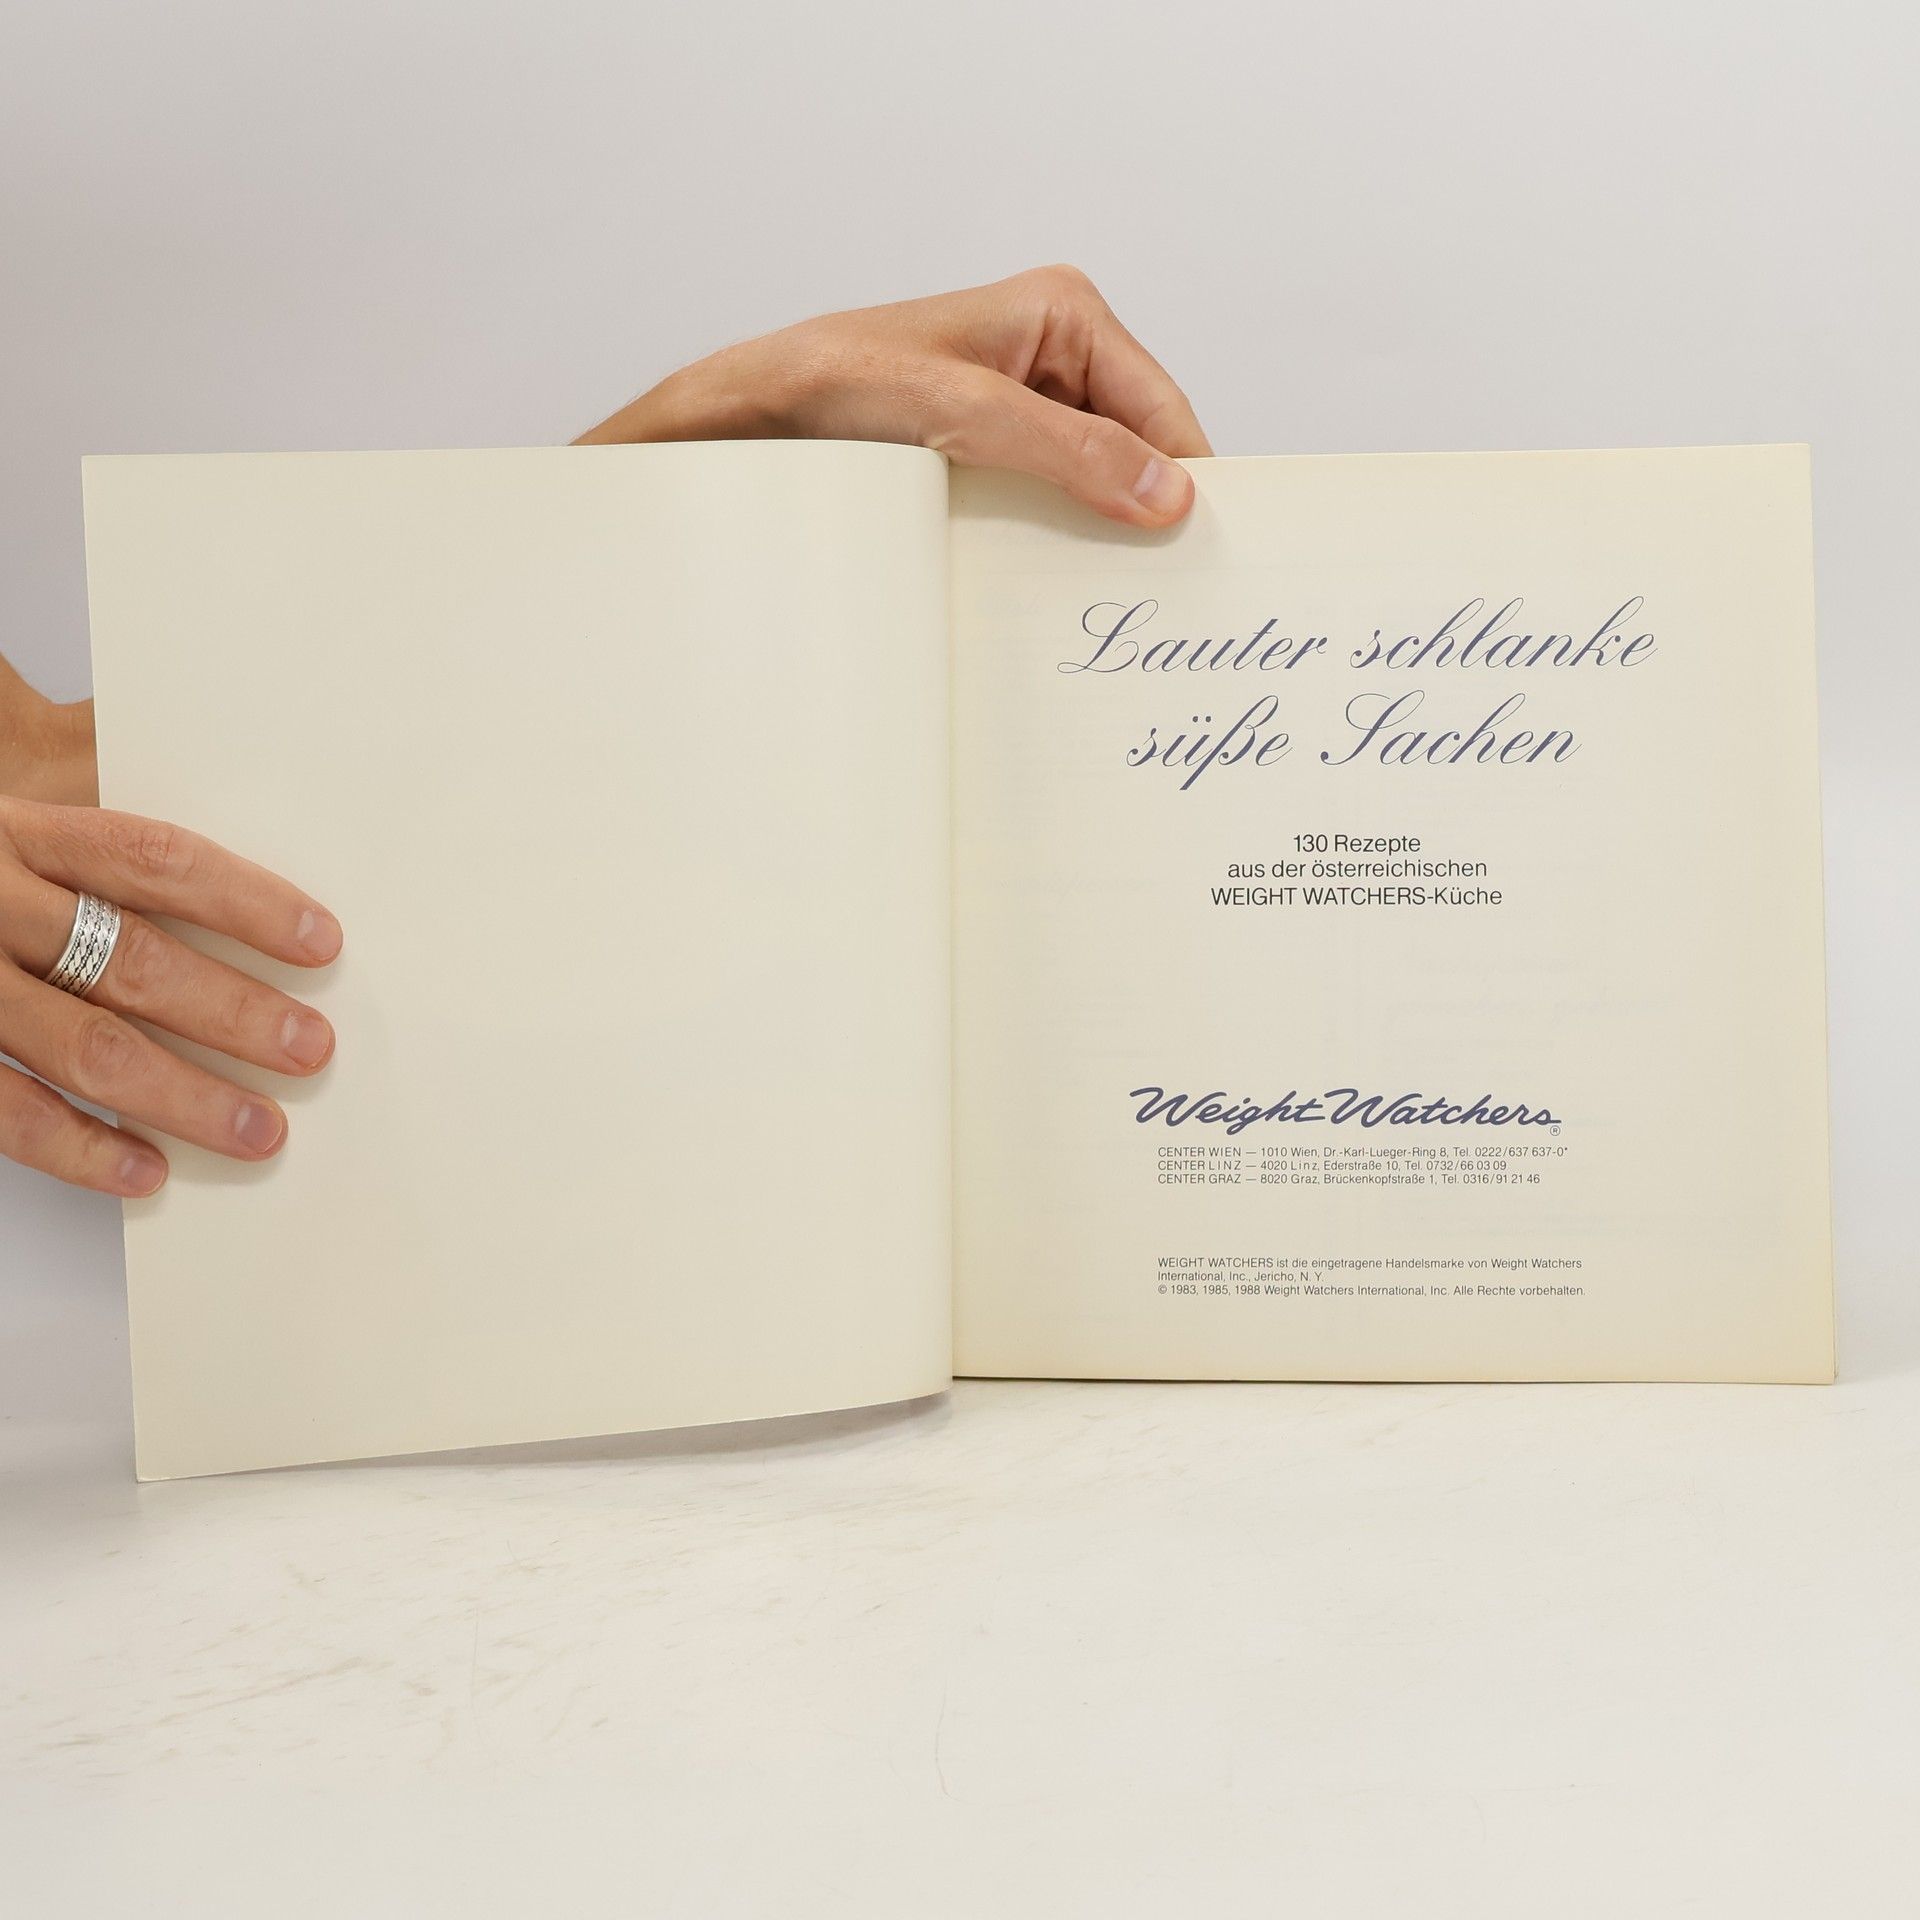 Lauter schlanke
süße Sachen
130 Rezepte
aus der österreichischen
WEIGHT WATCHERS-Küche
Weight Watchers®
CENTER WIEN — 1010 Wien, Dr.-Karl-Lueger-Ring 8, Tel. 0222/637 637-0*
CENTER LINZ — 4020 Linz, Ederstraße 10, Tel. 0732/66 03 09
CENTER GRAZ — 8020 Graz, Brückenkopfstraße 1, Tel. 0316/91 21 46
WEIGHT WATCHERS ist die eingetragene Handelsmarke von Weight Watchers
International, Inc., Jericho, N. Y.
© 1983, 1985, 1988 Weight Watchers International, Inc. Alle Rechte vorbehalten.